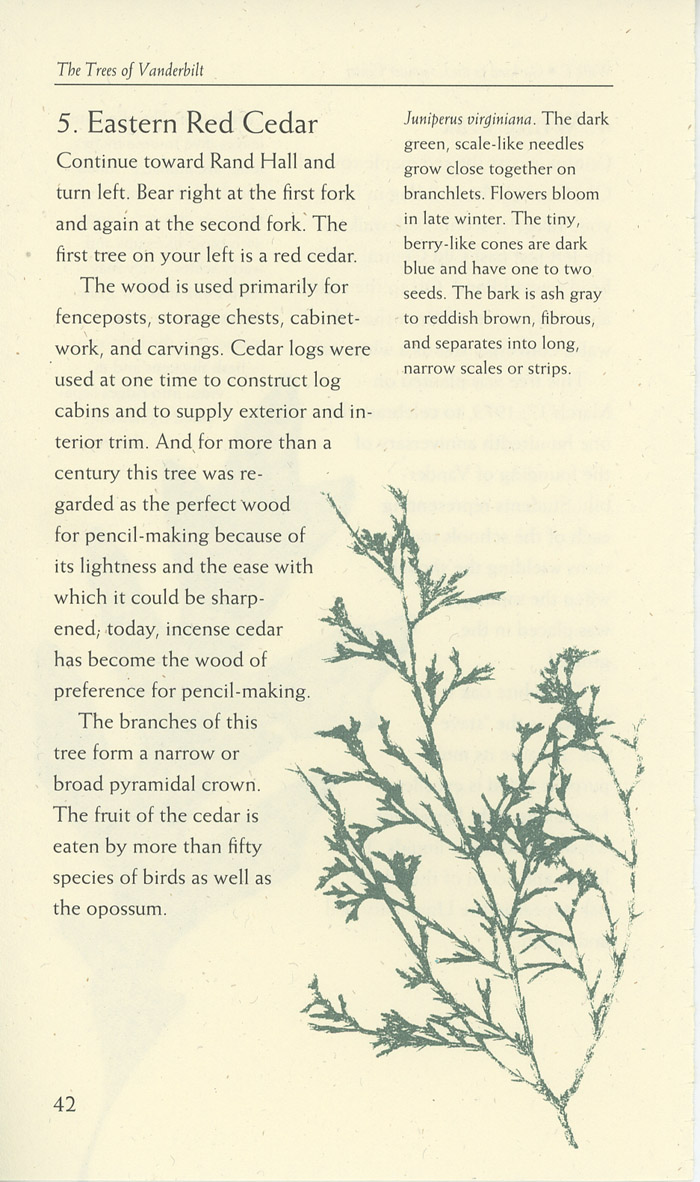 The Trees of Vanderbilt
5. Eastern Red Cedar
Continue toward Rand Hall and
turn left. Bear right at the first fork
and again at the second fork. The
first tree on your left is a red cedar.
The wood is used primarily for
fenceposts, storage chests, cabinet-
work, and carvings. Cedar logs were
used at one time to construct log
cabins and to supply exterior and in-
terior trim. And for more than a
century this tree was re-
garded as the perfect wood
for pencil-making because of
its lightness and the ease with
which it could be sharp-
ened; today, incense cedar
has become the wood of
preference for pencil-making.
The branches of this
tree form a narrow or
broad pyramidal crown.
The fruit of the cedar is
eaten by more than fifty
species of birds as well as
the opossum.
Juniperus virginiana. The dark
green, scale-like needles
grow close together on
branchlets. Flowers bloom
in late winter. The tiny,
berry-like cones are dark
blue and have one to two
seeds. The bark is ash gray
to reddish brown, fibrous,
and separates into long,
narrow scales or strips.
42